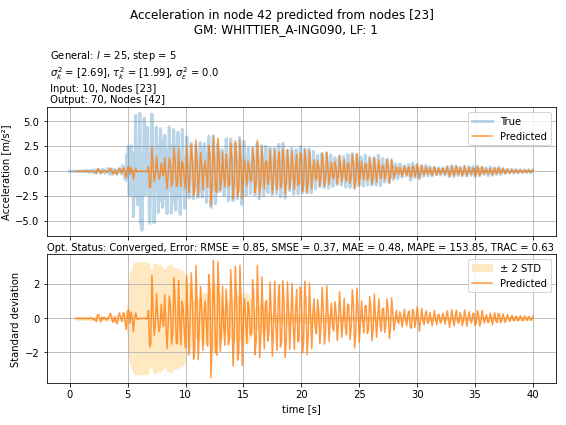 Acceleration in node 42 predicted from nodes [23]
GM: WHITTIER_A-ING090, LF: 1
General: l = 25, step = 5
σ²ₖ = [2.69], τ²ₖ = [1.99], σ²_ε = 0.0
Input: 10, Nodes [23]
Output: 70, Nodes [42]
Acceleration [m/s²]
5.0
2.5
0.0
−2.5
−5.0
True
Predicted
Opt. Status: Converged, Error: RMSE = 0.85, SMSE = 0.37, MAE = 0.48, MAPE = 153.85, TRAC = 0.63
Standard deviation
2
0
−2
± 2 STD
Predicted
0 5 10 15 20 25 30 35 40
time [s]